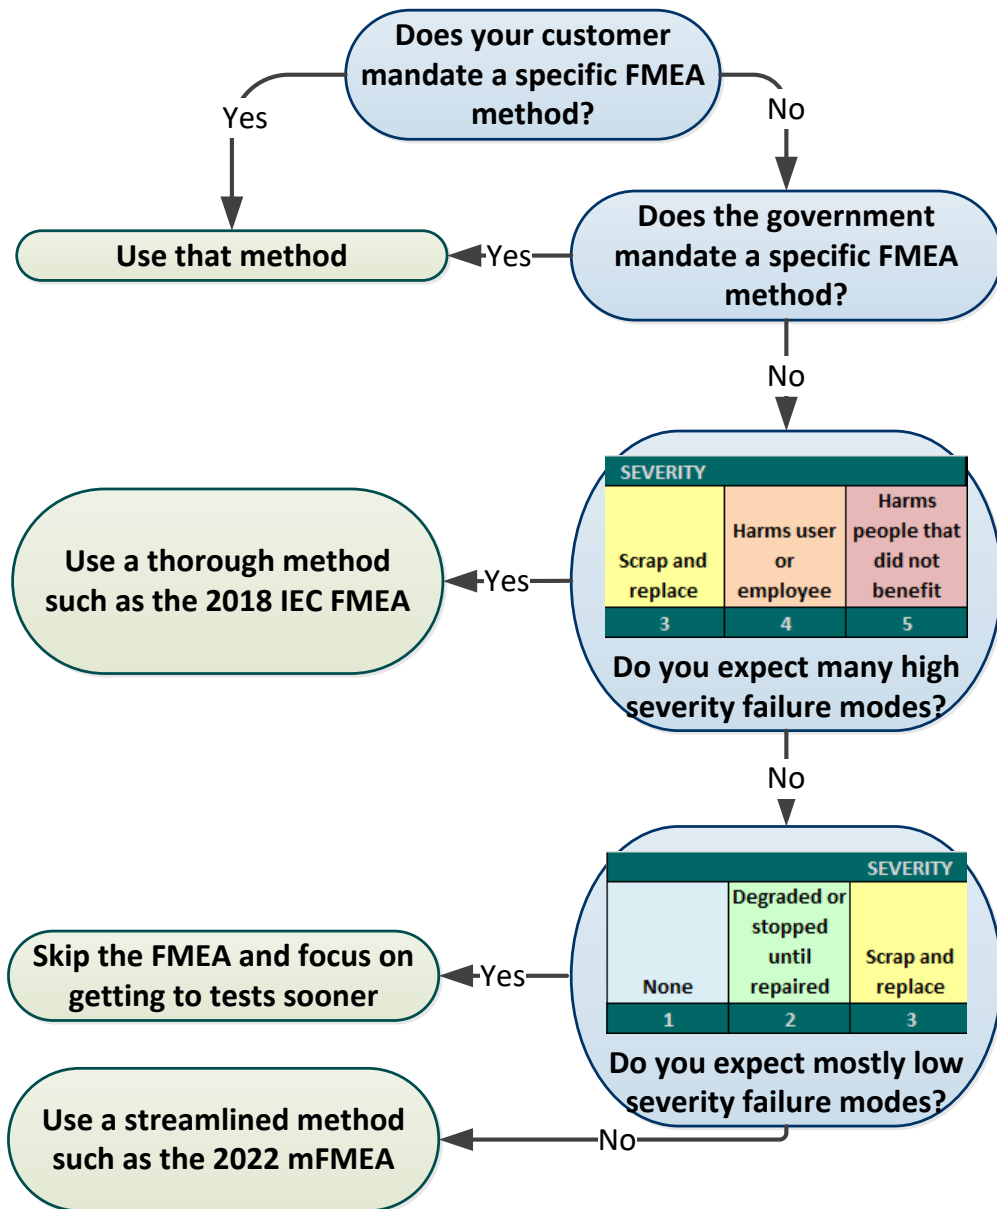 Does your customer
mandate a specific FMEA
method?
Yes
No
Use that method
Yes
Does the government
mandate a specific FMEA
method?
No
SEVERITY
Scrap and
replace
Harms user
or
employee
Harms
people that
did not
benefit
3
4
5
Do you expect many high
severity failure modes?
Yes
Use a thorough method
such as the 2018 IEC FMEA
No
SEVERITY
None
Degraded or
stopped
until
repaired
Scrap and
replace
1
2
3
Do you expect mostly low
severity failure modes?
Yes
Skip the FMEA and focus on
getting to tests sooner
No
Use a streamlined method
such as the 2022 mFMEA